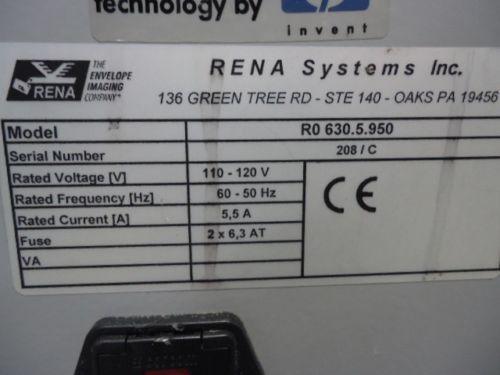 technology by hp
invent
THE
ENVELOPE
IMAGING
COMPANY
RENA
RENA Systems Inc.
136 GREEN TREE RD - STE 140 - OAKS PA 19456
Model R0 630.5.950
Serial Number 208 / C
Rated Voltage [V] 110 - 120 V
Rated Frequency [Hz] 60 - 50 Hz
Rated Current [A] 5,5 A
Fuse 2 x 6,3 AT
VA
CE